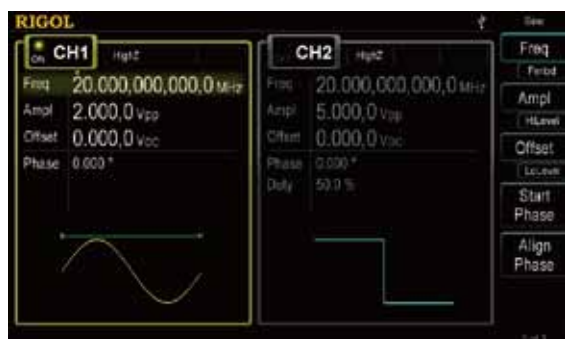 RIGOL
Sine
ON CH1 HighZ
Freq 20.000,000,000,0 MHz
Ampl 2.000,0 Vpp
Offset 0.000,0 VDC
Phase 0.000 °
CH2 HighZ
Freq 20.000,000,000,0 MHz
Ampl 5.000,0 Vpp
Offset 0.000,0 VDC
Phase 0.000 °
Duty 50.0 %
Freq
Period
Ampl
HiLevel
Offset
LoLevel
Start
Phase
Align
Phase